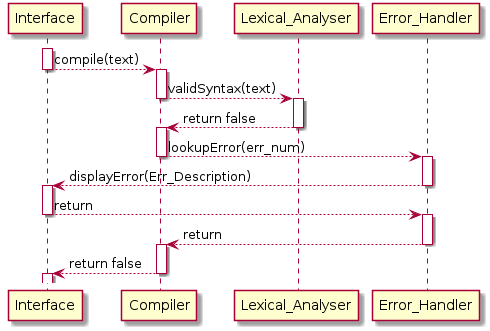 Interface Compiler Lexical_Analyser Error_Handler
compile(text)
validSyntax(text)
return false
lookupError(err_num)
displayError(Err_Description)
return
return
return false
Interface Compiler Lexical_Analyser Error_Handler